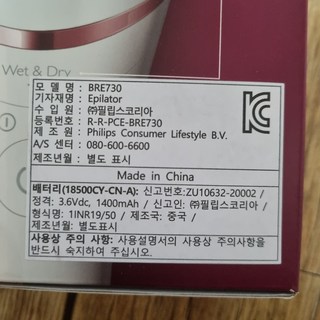 Wet & Dry
모 델 명 : BRE730
기자재명 : Epilator
수 입 원 : ㈜필립스코리아
등록번호 : R-R-PCE-BRE730
제 조 원 : Philips Consumer Lifestyle B.V.
A/S 센터 : 080-600-6600
제조년월 : 별도 표시
Made in China
배터리(18500CY-CN-A): 신고번호:ZU10632-20002 /
정격: 3.6Vdc, 1400mAh / 신고인: ㈜필립스코리아 /
형식명: 1INR19/50 / 제조국: 중국 /
제조년월: 별도표시
사용상 주의 사항: 사용설명서의 사용상 주의사항을
반드시 숙지하여 주십시오.